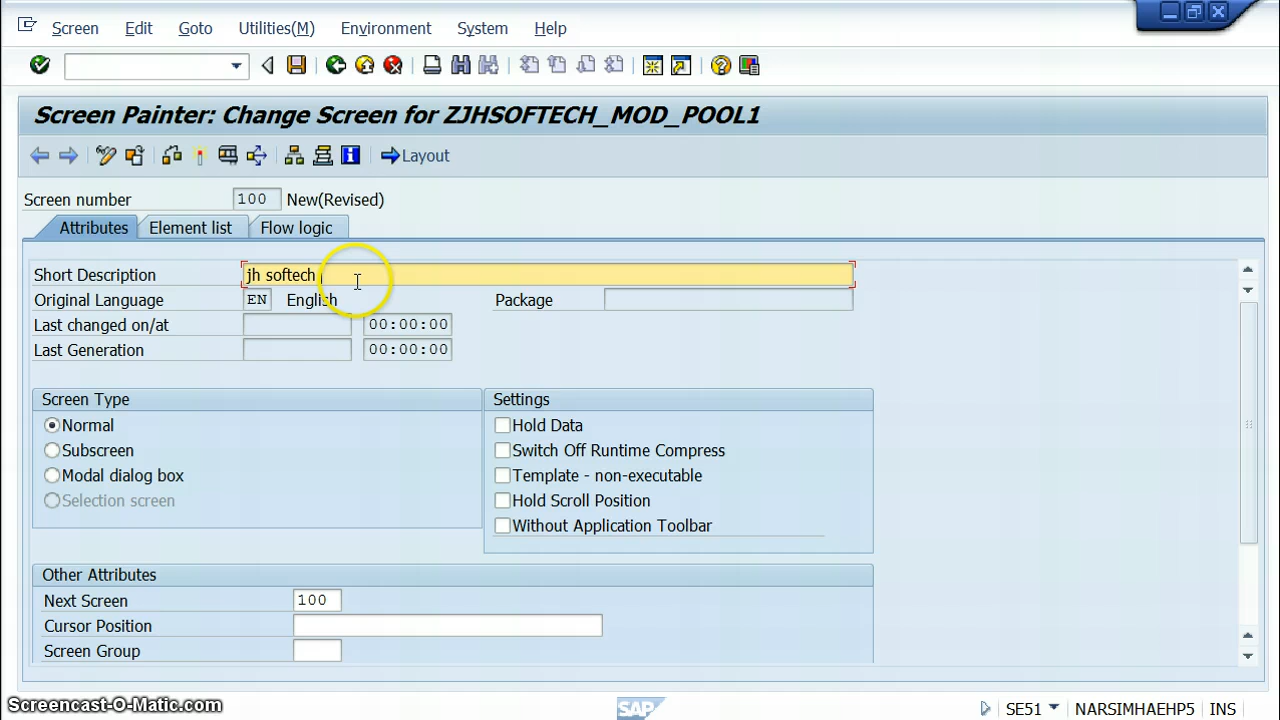 Screen Edit Goto Utilities(M) Environment System Help
Screen Painter: Change Screen for ZJHSOFTECH_MOD_POOL1
Layout
Screen number 100 New(Revised)
Attributes Element list Flow logic
Short Description jh softech
Original Language EN English Package
Last changed on/at 00:00:00
Last Generation 00:00:00
Screen Type
Normal
Subscreen
Modal dialog box
Selection screen
Settings
Hold Data
Switch Off Runtime Compress
Template - non-executable
Hold Scroll Position
Without Application Toolbar
Other Attributes
Next Screen 100
Cursor Position
Screen Group
Screencast-O-Matic.com
SAP
SE51 NARSIMHAEHP5 INS